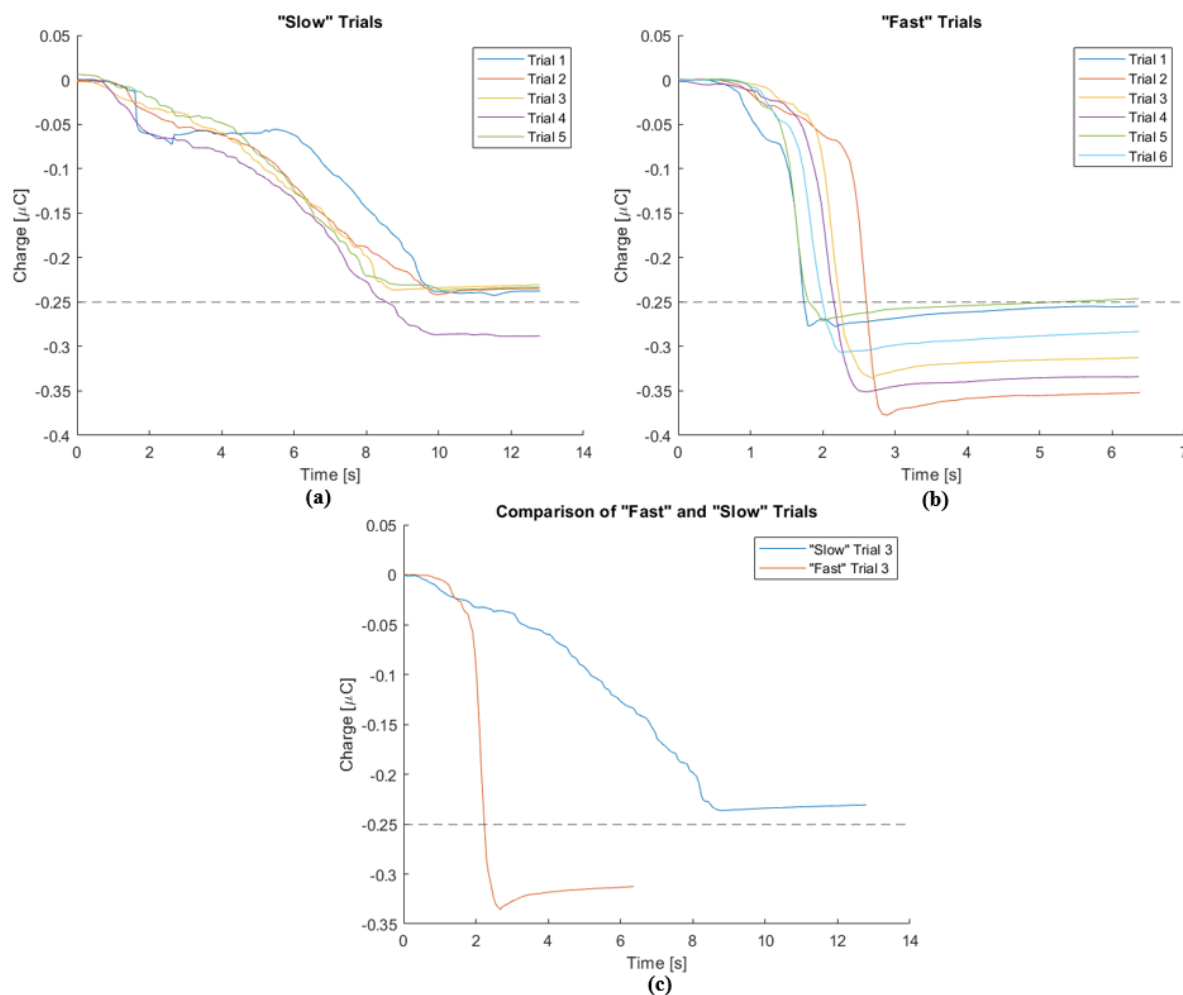 "Slow" Trials
0.05
0
-0.05
-0.1
-0.15
-0.2
-0.25
-0.3
-0.35
-0.4
Charge [μC]
0 2 4 6 8 10 12 14
Time [s]
Trial 1
Trial 2
Trial 3
Trial 4
Trial 5
(a)
"Fast" Trials
0.05
0
-0.05
-0.1
-0.15
-0.2
-0.25
-0.3
-0.35
-0.4
Charge [μC]
0 1 2 3 4 5 6 7
Time [s]
Trial 1
Trial 2
Trial 3
Trial 4
Trial 5
Trial 6
(b)
Comparison of "Fast" and "Slow" Trials
0.05
0
-0.05
-0.1
-0.15
-0.2
-0.25
-0.3
-0.35
Charge [μC]
0 2 4 6 8 10 12 14
Time [s]
"Slow" Trial 3
"Fast" Trial 3
(c)